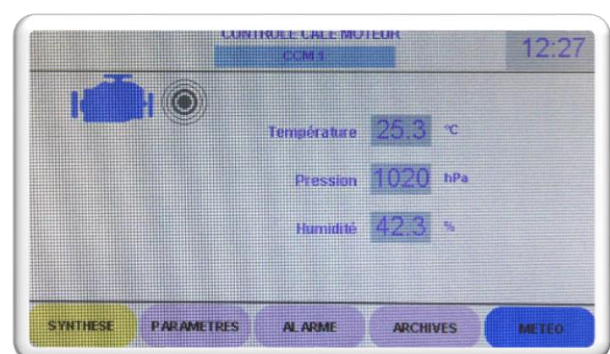 CONTROLE CALE MOTEUR
CCM 1
12:27
Température 25.3 °C
Pression 1020 hPa
Humidité 42.3 %
SYNTHESE PARAMETRES ALARME ARCHIVES METEO